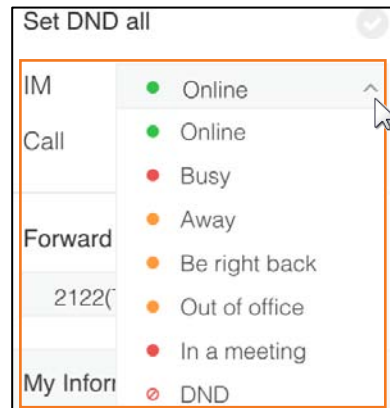 Set DND all
IM
Online
Call
Online
Busy
Away
Forward
Be right back
2122(
Out of office
In a meeting
My Infor
DND